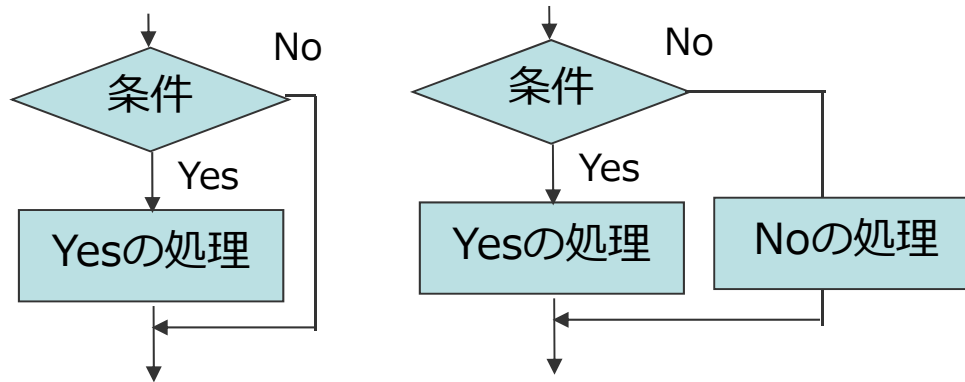 No
条件
Yes
Yesの処理
No
条件
Yes
Yesの処理
Noの処理